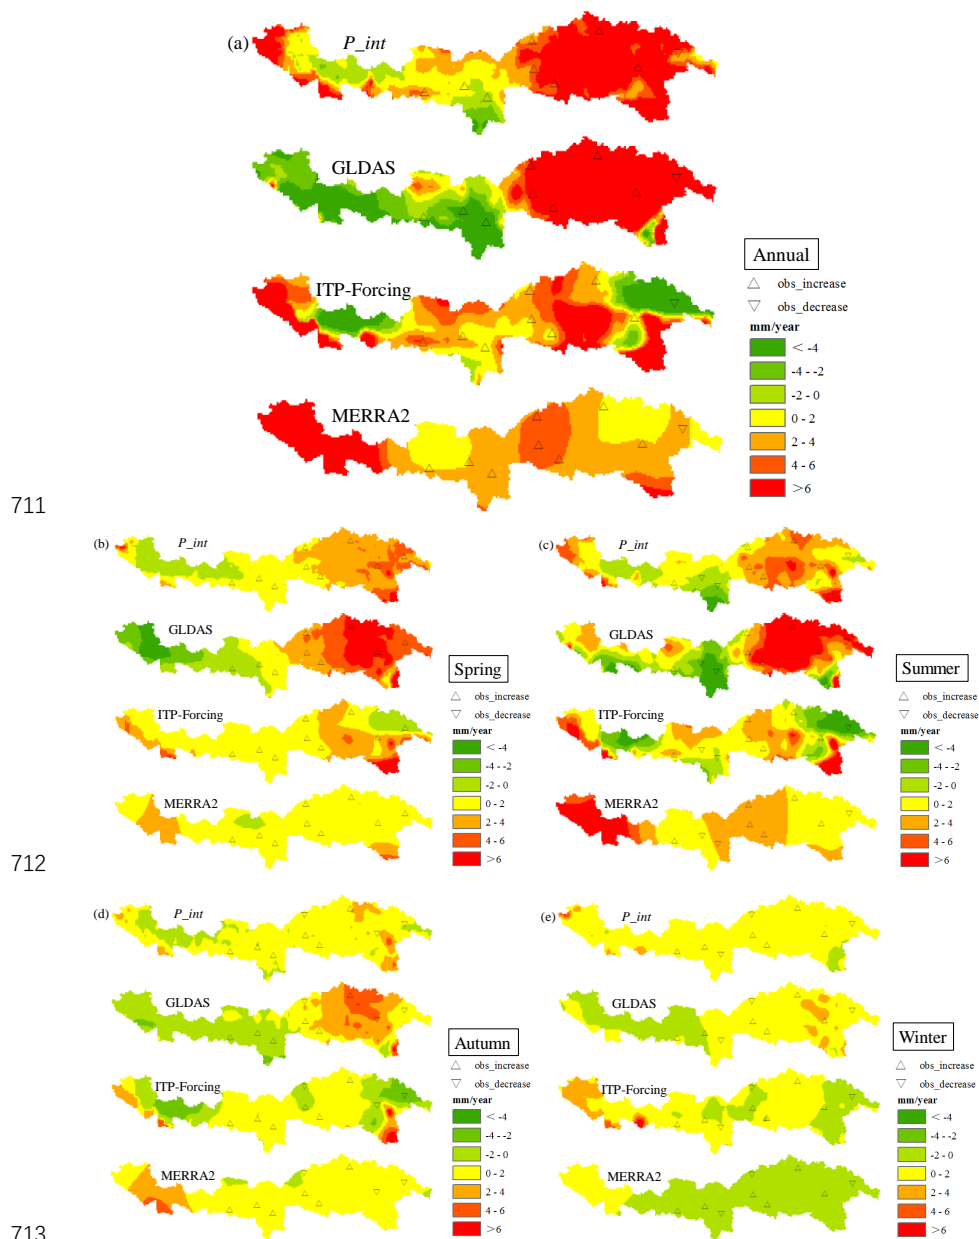 (a)
P_int
GLDAS
ITP-Forcing
MERRA2
Annual
obs_increase
obs_decrease
mm/year
< -4
-4 - -2
-2 - 0
0 - 2
2 - 4
4 - 6
>6
711
(b)
P_int
GLDAS
ITP-Forcing
MERRA2
Spring
obs_increase
obs_decrease
mm/year
< -4
-4 - -2
-2 - 0
0 - 2
2 - 4
4 - 6
>6
(c)
P_int
GLDAS
ITP-Forcing
MERRA2
Summer
obs_increase
obs_decrease
mm/year
< -4
-4 - -2
-2 - 0
0 - 2
2 - 4
4 - 6
>6
712
(d)
P_int
GLDAS
ITP-Forcing
MERRA2
Autumn
obs_increase
obs_decrease
mm/year
< -4
-4 - -2
-2 - 0
0 - 2
2 - 4
4 - 6
>6
(e)
P_int
GLDAS
ITP-Forcing
MERRA2
Winter
obs_increase
obs_decrease
mm/year
< -4
-4 - -2
-2 - 0
0 - 2
2 - 4
4 - 6
>6
713